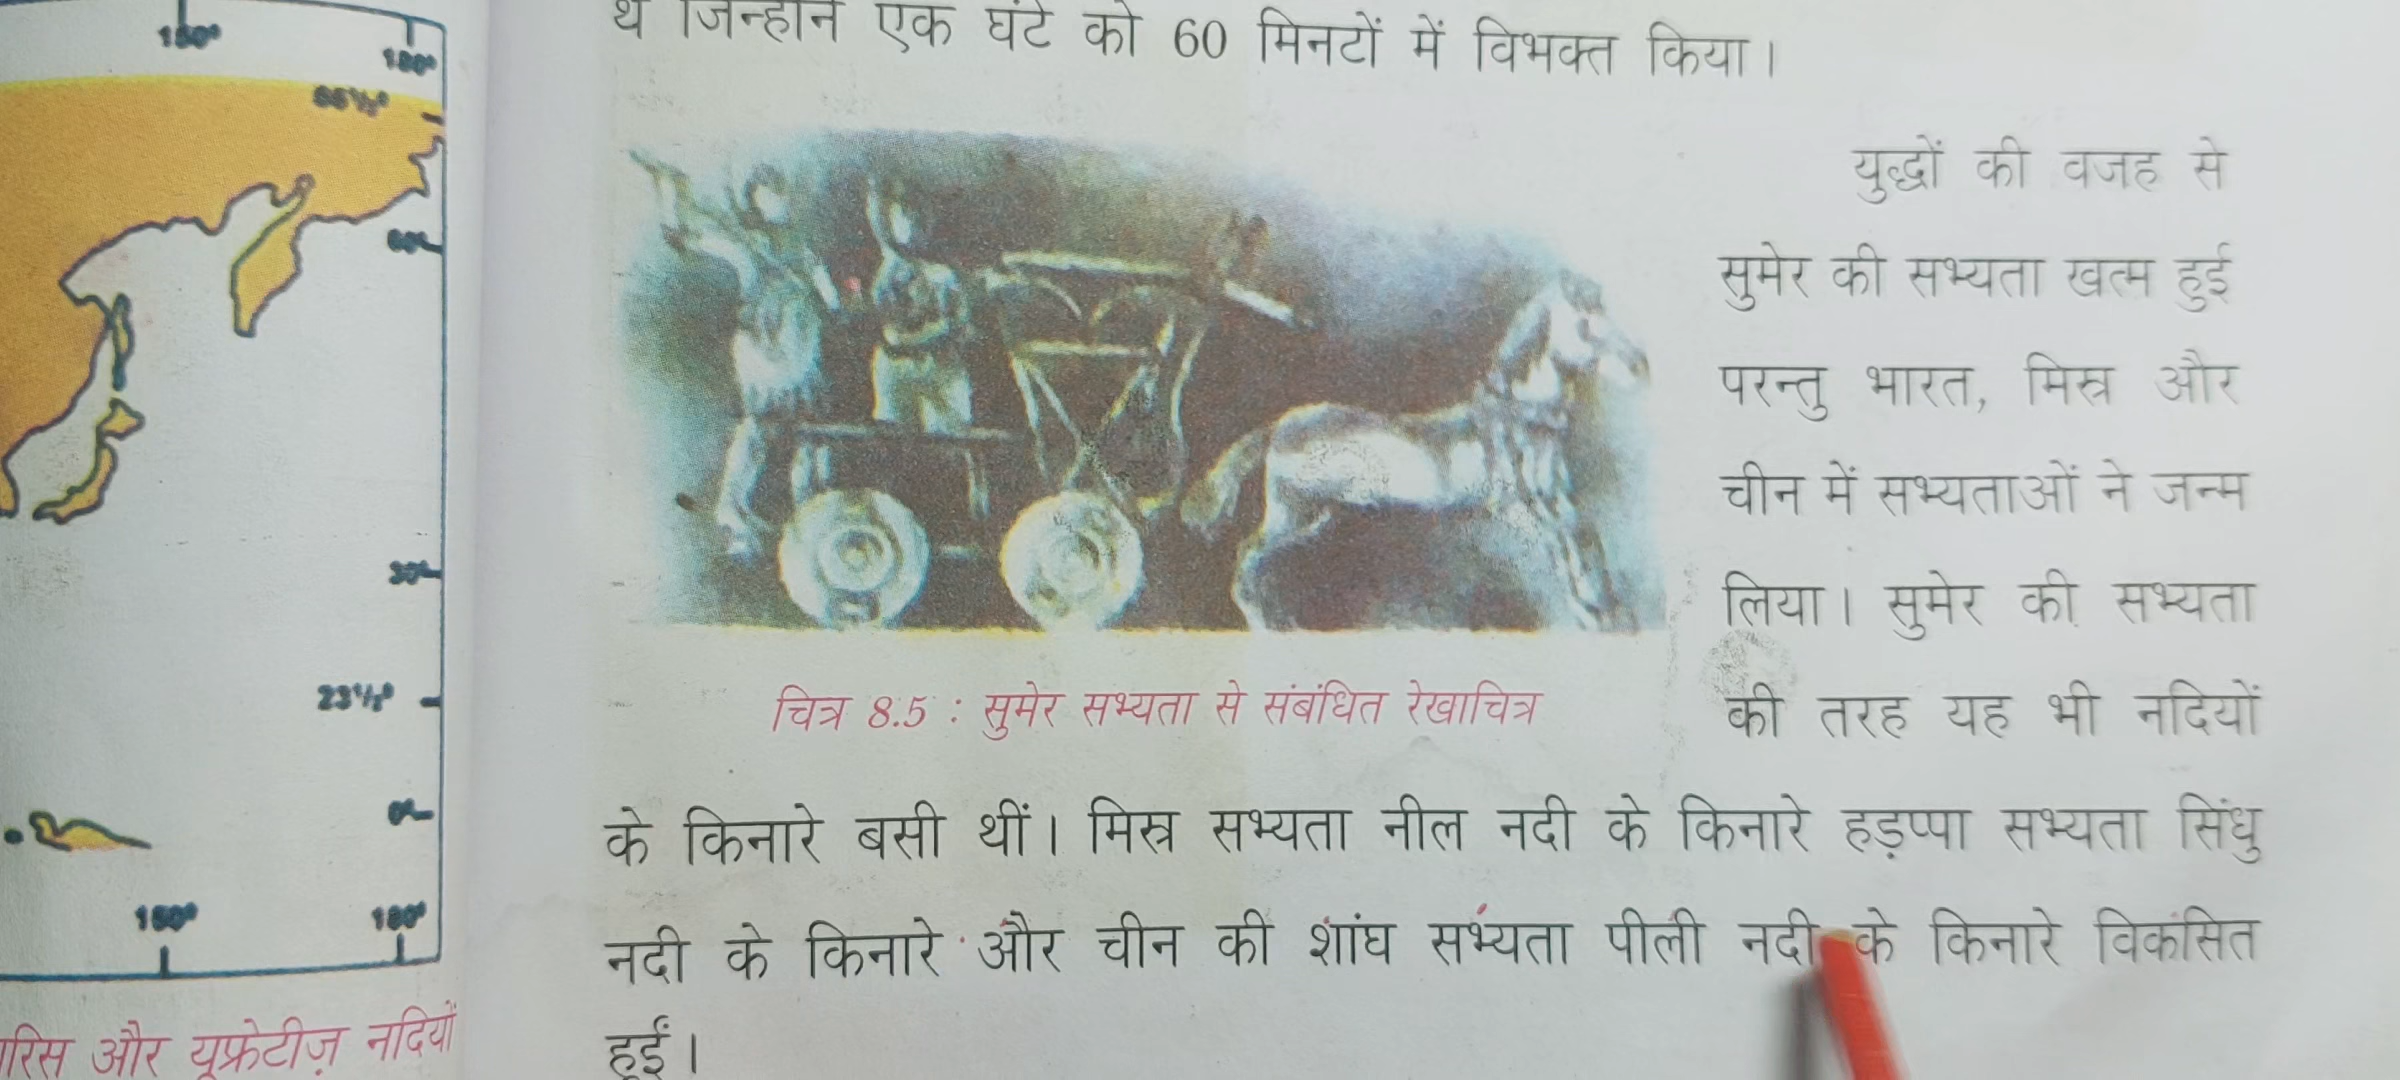 150°
180°
66½°
60°
30°
23½°
0°
150°
180°
और यूफ्रेटीज़ नदियों
थे जिन्होंने एक घंटे को 60 मिनटों में विभक्त किया।
युद्धों की वजह से
सुमेर की सभ्यता खत्म हुई
परन्तु भारत, मिस्र और
चीन में सभ्यताओं ने जन्म
लिया। सुमेर की सभ्यता
की तरह यह भी नदियों
चित्र 8.5 : सुमेर सभ्यता से संबंधित रेखाचित्र
के किनारे बसी थीं। मिस्र सभ्यता नील नदी के किनारे हड़प्पा सभ्यता सिंधु
नदी के किनारे और चीन की शांघ सभ्यता पीली नदी के किनारे विकसित
हुईं।